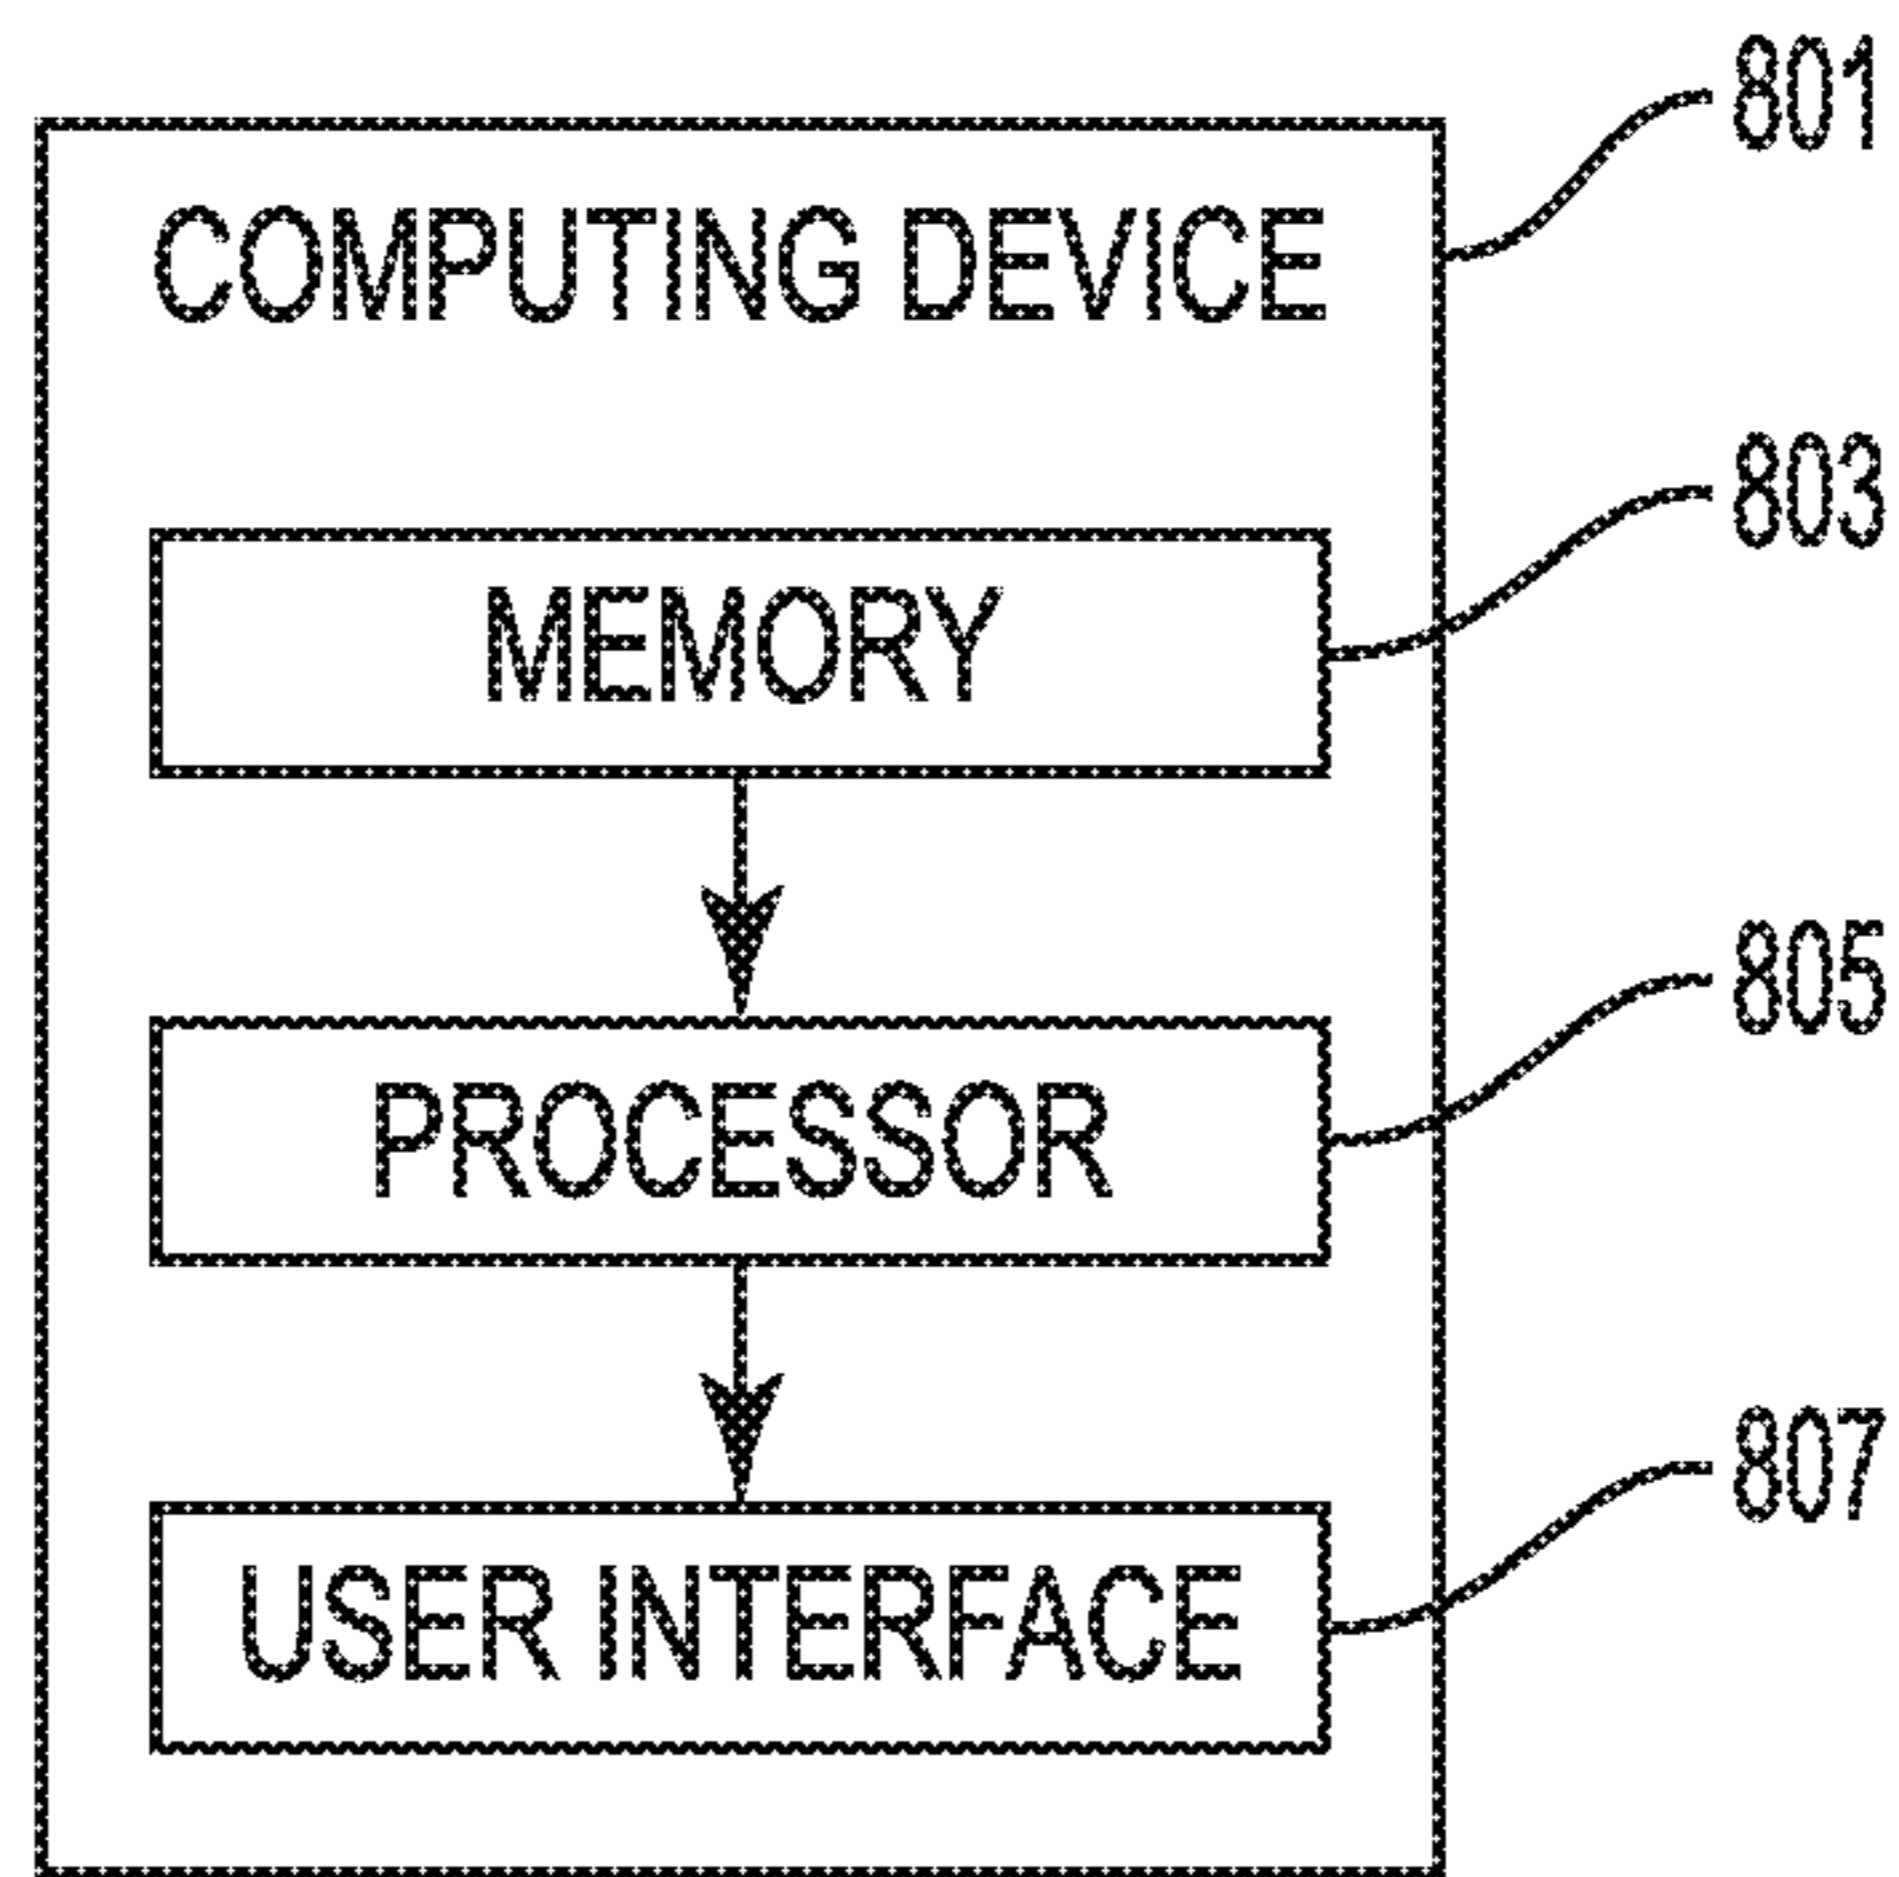 801
COMPUTING DEVICE
803
MEMORY
805
PROCESSOR
807
USER INTERFACE